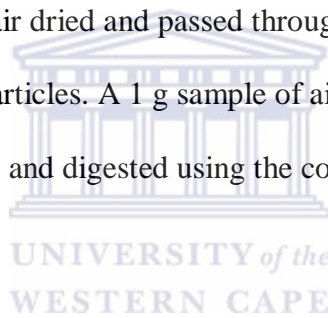 ir dried and passed throug
articles. A 1 g sample of ai
and digested using the co
UNIVERSITY of the
WESTERN CAPE